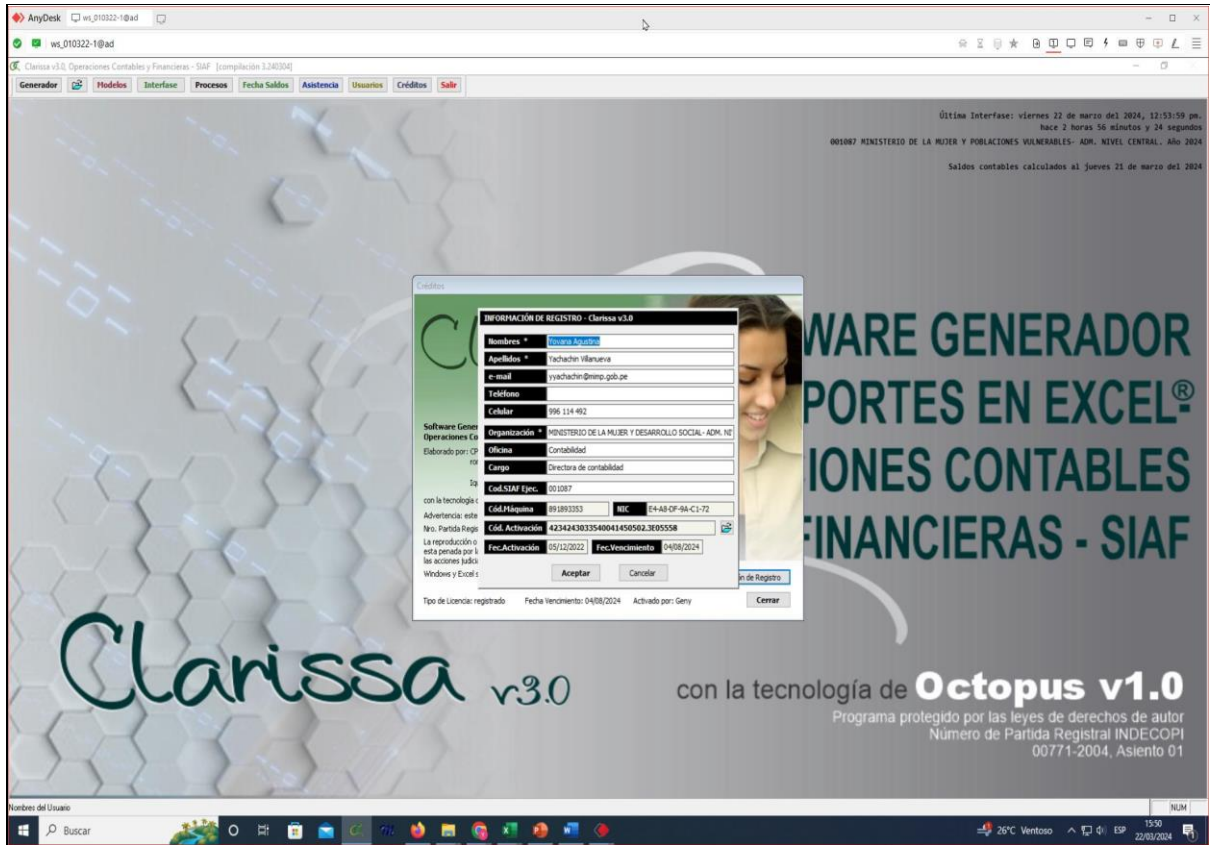 AnyDesk ws_010322-1@ad
ws_010322-1@ad
Clarissa v3.0, Operaciones Contables y Financieras - SIAF [compilación 3.240304]
Generador Modelos Interfase Procesos Fecha Saldos Asistencia Usuarios Créditos Salir
Última Interfase: viernes 22 de marzo del 2024, 12:53:59 pm.
hace 2 horas 56 minutos y 24 segundos
001087 MINISTERIO DE LA MUJER Y POBLACIONES VULNERABLES- ADM. NIVEL CENTRAL. Año 2024
Saldos contables calculados al jueves 21 de marzo del 2024
Créditos
INFORMACIÓN DE REGISTRO - Clarissa v3.0
Nombres * Yovana Agustina
Apellidos * Yachachin Villanueva
e-mail yyachachin@mimp.gob.pe
Teléfono
Celular 996 114 492
Organización * MINISTERIO DE LA MUJER Y DESARROLLO SOCIAL- ADM. NI
Oficina Contabilidad
Cargo Directora de contabilidad
Cod.SIAF Ejec. 001087
Cód.Máquina 891893353 NIC E4-A8-DF-9A-C1-72
Cód. Activación 4234243033540041450502.3E05558
Fec.Activación 05/12/2022 Fec.Vencimiento 04/08/2024
Aceptar Cancelar
Software Gener
Operaciones Co
Elaborado por: CP
con la tecnología
Advertencia: este
Nro. Partida Regis
La reproducción o
esta penada por l
las acciones judici
Windows y Excel s
n de Registro
Tipo de Licencia: registrado Fecha Vencimiento: 04/08/2024 Activado por: Geny Cerrar
WARE GENERADOR
PORTES EN EXCEL®
IONES CONTABLES
FINANCIERAS - SIAF
Clarissa v3.0
con la tecnología de Octopus v1.0
Programa protegido por las leyes de derechos de autor
Número de Partida Registral INDECOPI
00771-2004, Asiento 01
Nombres del Usuario NUM
Buscar 26°C Ventoso ESP 15:50
22/03/2024